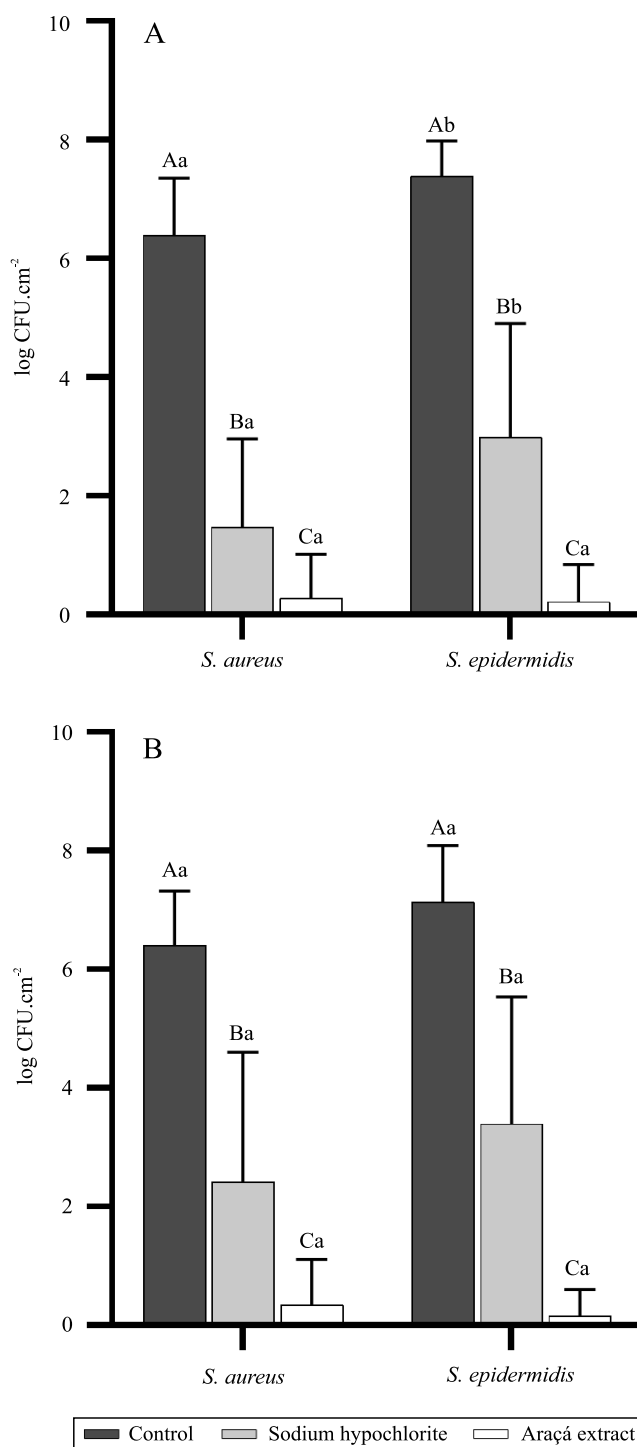 10
A
8
6
4
2
0
log CFU.cm-2
Aa
Ba
Ca
Ab
Bb
Ca
S. aureus
S. epidermidis
10
B
8
6
4
2
0
log CFU.cm-2
Aa
Ba
Ca
Aa
Ba
Ca
S. aureus
S. epidermidis
Control
Sodium hypochlorite
Araçá extract